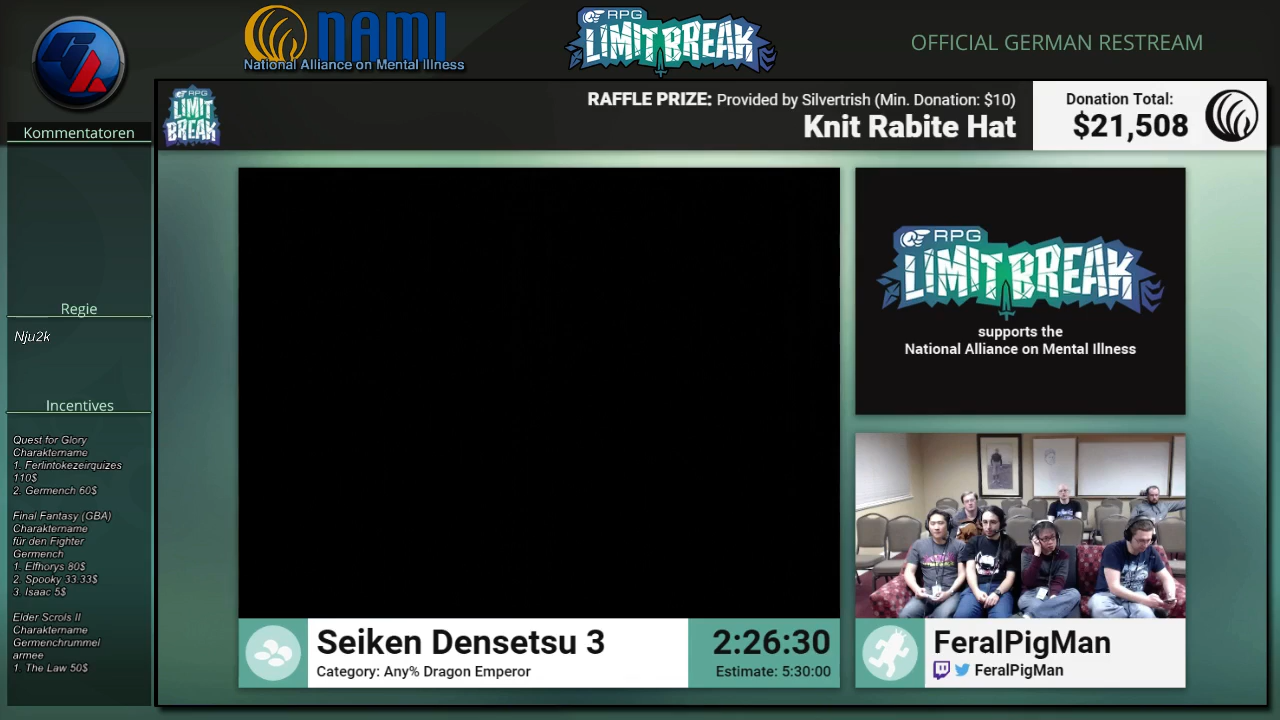 NAMI
National Alliance on Mental Illness
RPG
LIMIT BREAK
OFFICIAL GERMAN RESTREAM
RPG
LIMIT
BREAK
RAFFLE PRIZE: Provided by Silvertrish (Min. Donation: $10)
Knit Rabite Hat
Donation Total:
$21,508
Kommentatoren
Regie
Nju2k
Incentives
Quest for Glory
Charaktername
1. Ferlintokezeirquizes
110$
2. Germench 60$
Final Fantasy (GBA)
Charaktername
für den Fighter
Germench
1. Elfhorys 80$
2. Spooky 33.33$
3. Isaac 5$
Elder Scrols II
Charaktername
Germenchrummel
armee
1. The Law 50$
RPG
LIMIT BREAK
supports the
National Alliance on Mental Illness
Seiken Densetsu 3
Category: Any% Dragon Emperor
2:26:30
Estimate: 5:30:00
FeralPigMan
FeralPigMan